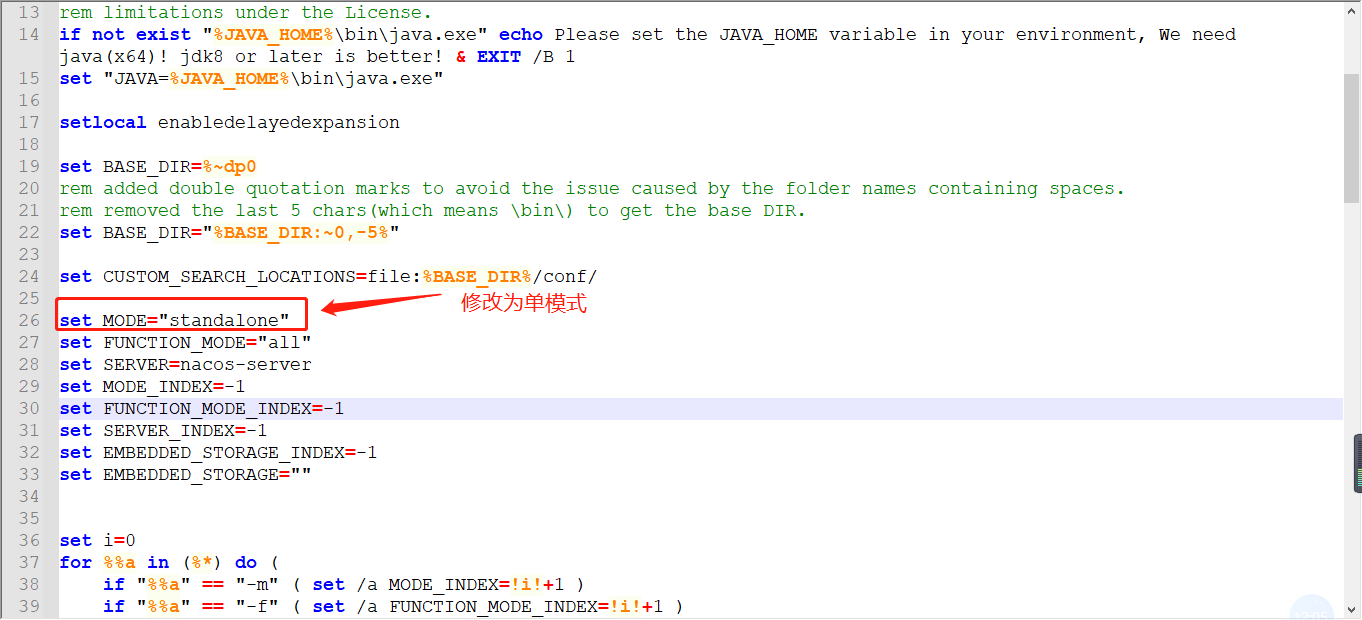 13 rem limitations under the License.
14 if not exist "%JAVA_HOME%\bin\java.exe" echo Please set the JAVA_HOME variable in your environment, We need
java(x64)! jdk8 or later is better! & EXIT /B 1
15 set "JAVA=%JAVA_HOME%\bin\java.exe"
16
17 setlocal enabledelayedexpansion
18
19 set BASE_DIR=%~dp0
20 rem added double quotation marks to avoid the issue caused by the folder names containing spaces.
21 rem removed the last 5 chars(which means \bin\) to get the base DIR.
22 set BASE_DIR="%BASE_DIR:~0,-5%"
23
24 set CUSTOM_SEARCH_LOCATIONS=file:%BASE_DIR%/conf/
25
26 set MODE="standalone" 修改为单模式
27 set FUNCTION_MODE="all"
28 set SERVER=nacos-server
29 set MODE_INDEX=-1
30 set FUNCTION_MODE_INDEX=-1
31 set SERVER_INDEX=-1
32 set EMBEDDED_STORAGE_INDEX=-1
33 set EMBEDDED_STORAGE=""
34
35
36 set i=0
37 for %%a in (%*) do (
38 if "%%a" == "-m" ( set /a MODE_INDEX=!i!+1 )
39 if "%%a" == "-f" ( set /a FUNCTION_MODE_INDEX=!i!+1 )